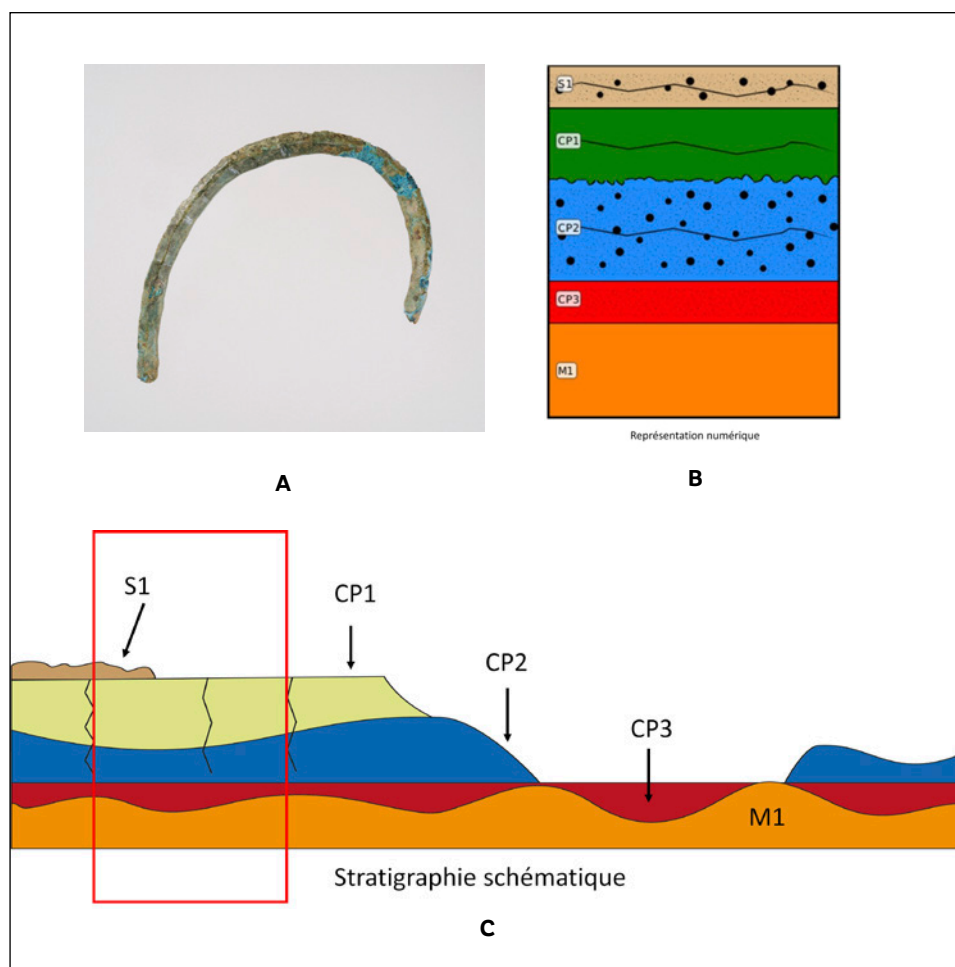 S1
CP1
CP2
CP3
M1
Représentation numérique
A
B
S1
CP1
CP2
CP3
M1
Stratigraphie schématique
C